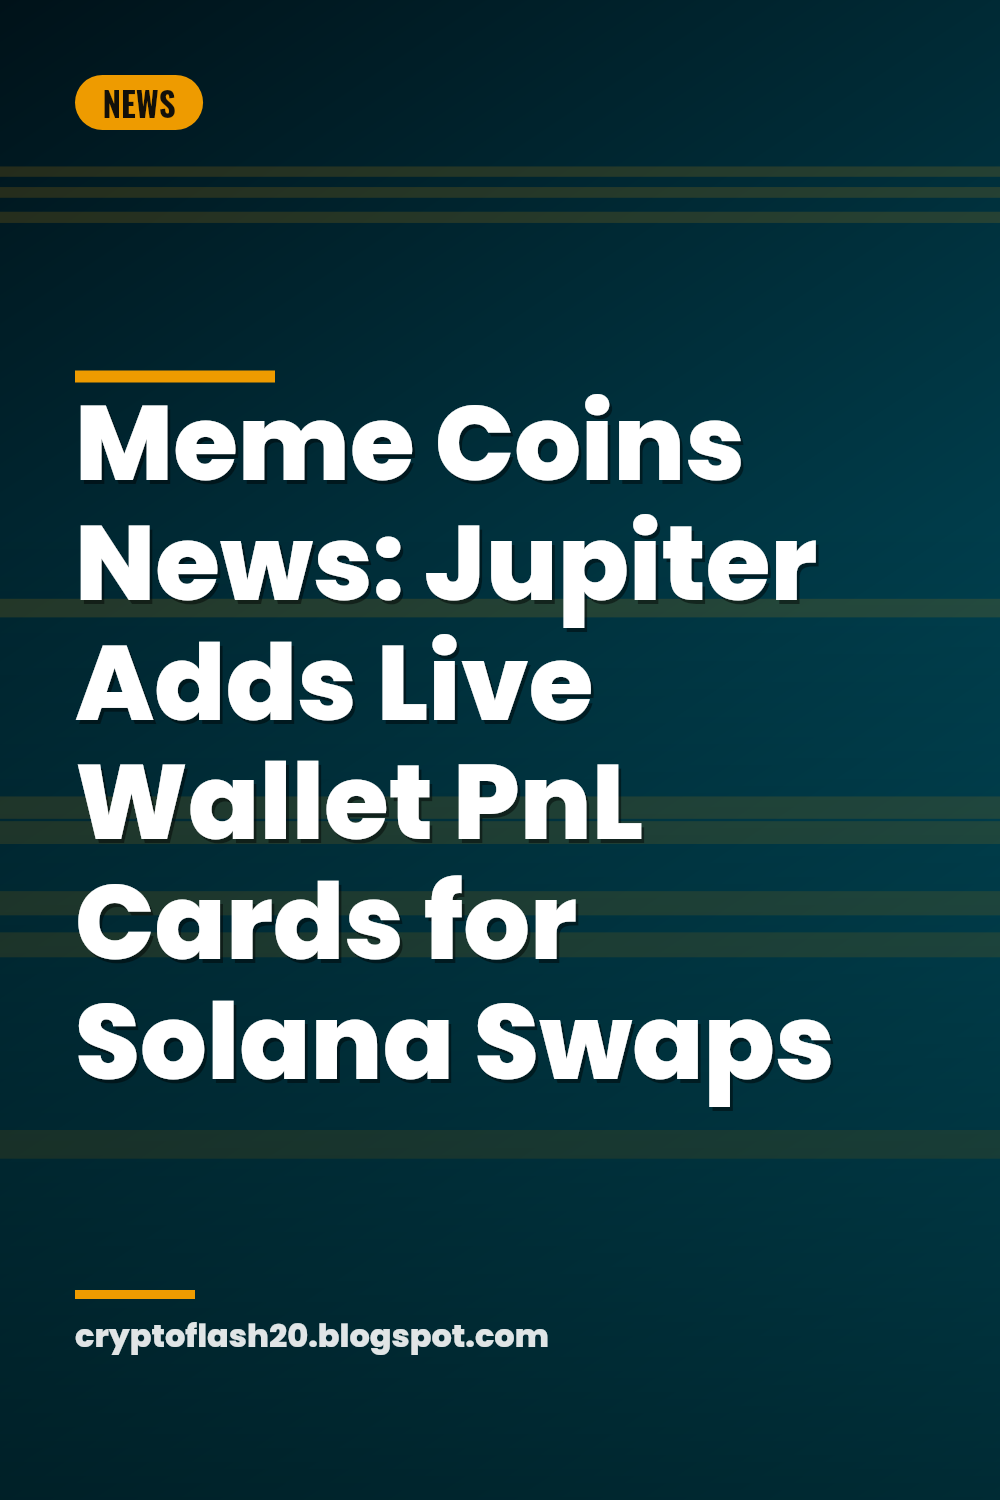 NEWS
Meme Coins
News: Jupiter
Adds Live
Wallet PnL
Cards for
Solana Swaps
cryptoflash20.blogspot.com